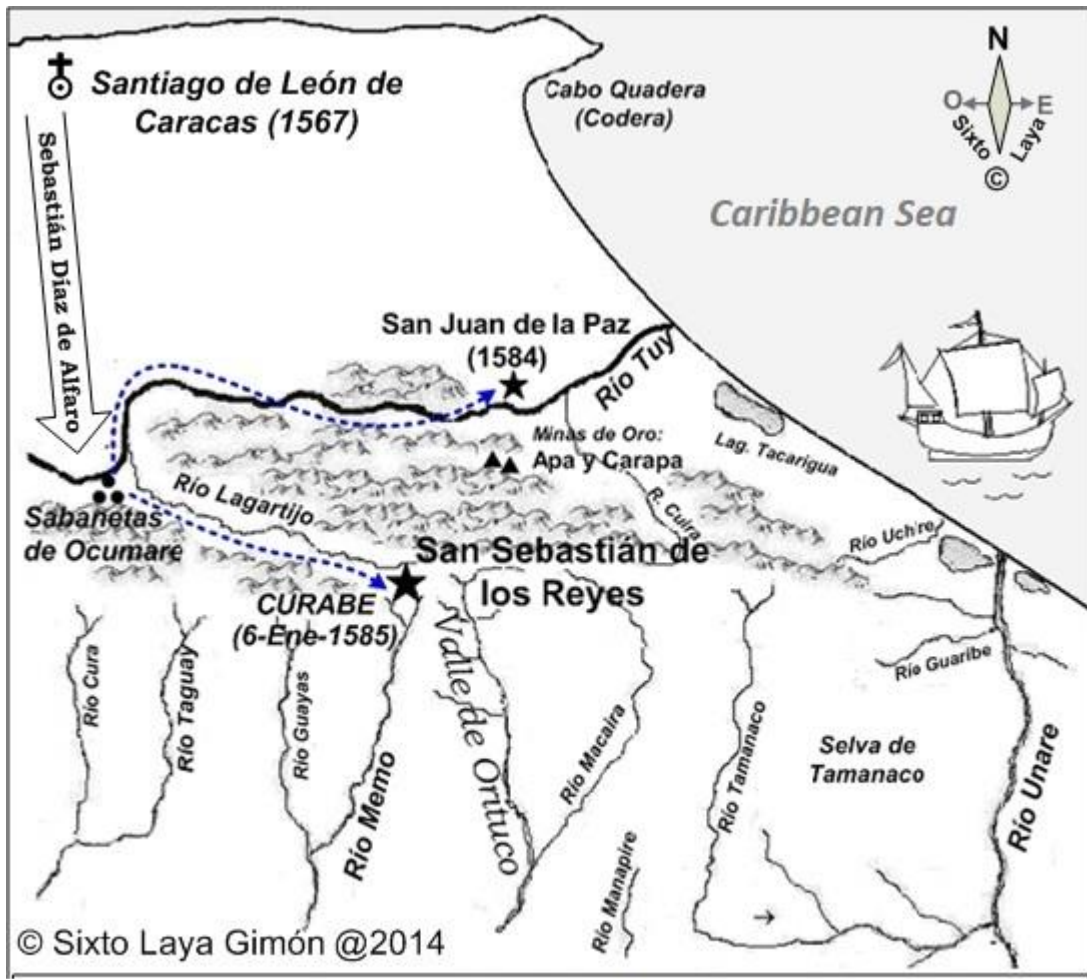 Santiago de León de
Caracas (1567)
Cabo Quadera
(Codera)
N
O
E
Sixto
Laya
©
Sebastián Díaz de Alfaro
Caribbean Sea
San Juan de la Paz
(1584)
Río Tuy
Minas de Oro:
Apa y Carapa
Lag. Tacarigua
Río Lagartijo
R. Cuira
Sabanetas
de Ocumare
Río Uchire
San Sebastián de
los Reyes
CURABE
(6-Ene-1585)
Río Guaribe
Río Cura
Río Taguay
Río Guayas
Río Memo
Valle de Orituco
Río Macaira
Río Manapire
Río Tamanaco
Selva de
Tamanaco
Río Unare
© Sixto Laya Gimón @2014